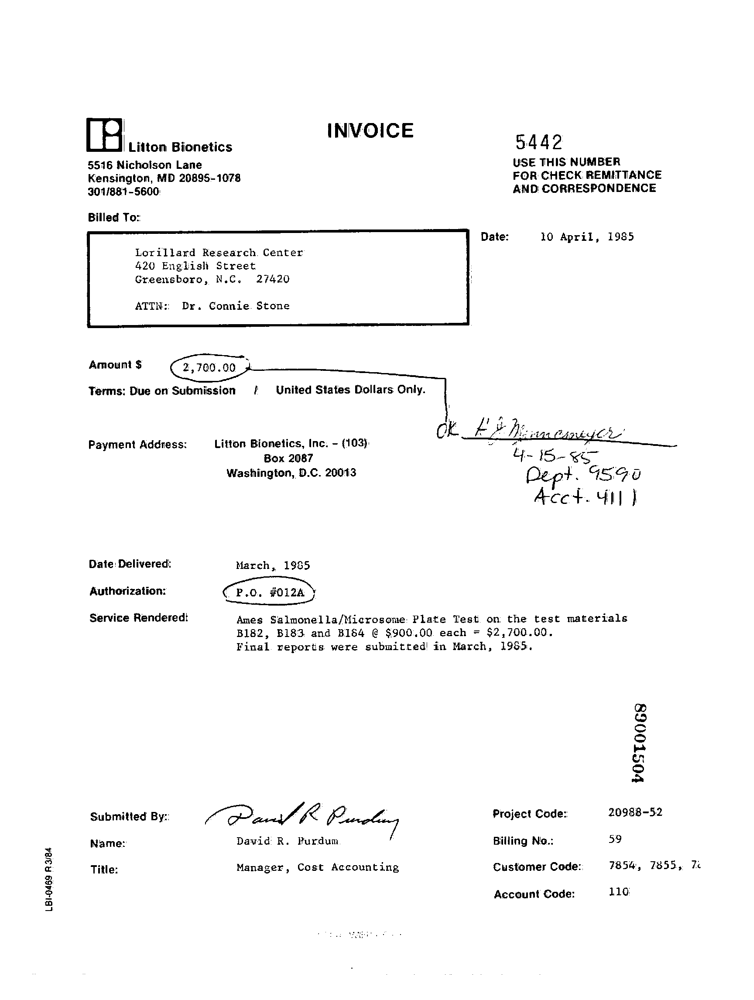 INVOICE
Litton Bionetics
5516 Nicholson Lane
Kensington, MD 20895-1078
301/881-5600
5442
USE THIS NUMBER
FOR CHECK REMITTANCE
AND CORRESPONDENCE
Billed To:
Date: 10 April, 1985
Lorillard Research Center
420 English Street
Greensboro, N.C. 27420
ATTN: Dr. Connie Stone
Amount $ 2,700.00
Terms: Due on Submission / United States Dollars Only.
OK
4-15-85
Dept. 9590
Acct. 4111
Payment Address: Litton Bionetics, Inc. - (103)
Box 2087
Washington, D.C. 20013
Date Delivered: March, 1985
Authorization: P.O. #012A
Service Rendered: Ames Salmonella/Microsome Plate Test on the test materials
B182, B183 and B184 @ $900.00 each = $2,700.00.
Final reports were submitted in March, 1985.
89001504
Submitted By: David R Purdum
Name: David R. Purdum
Title: Manager, Cost Accounting
Project Code: 20988-52
Billing No.: 59
Customer Code: 7854, 7855,
Account Code: 110
LBI-0469 R 3/84